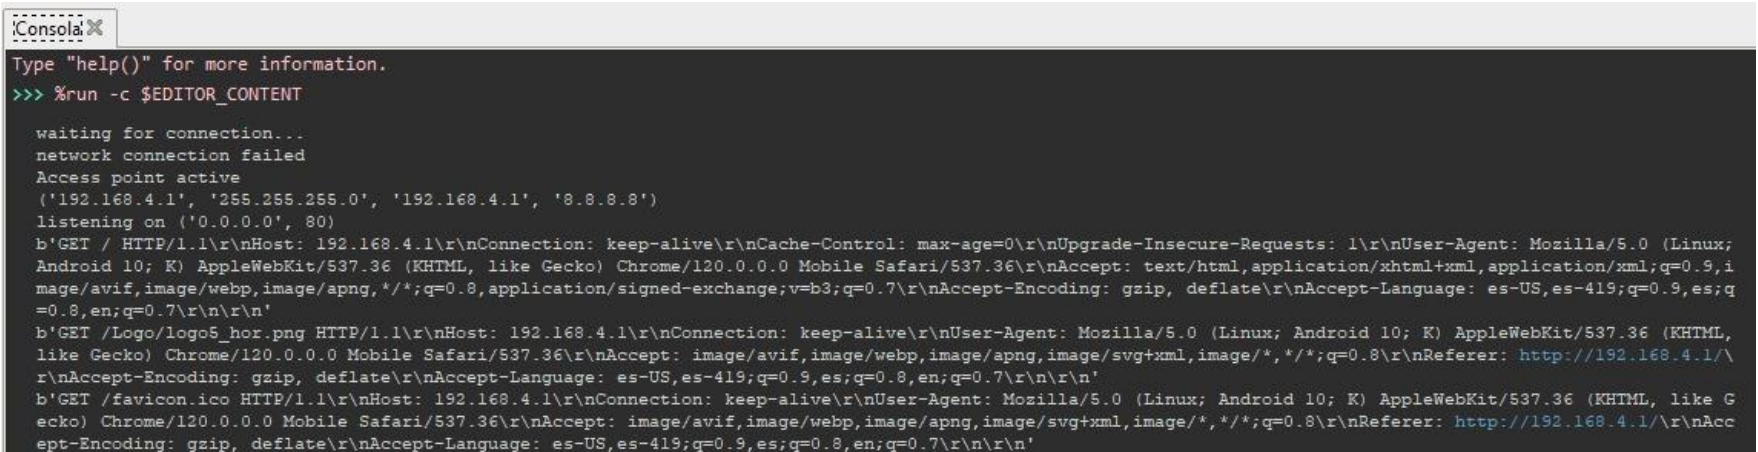 Consola
Type "help()" for more information.
>>> %run -c $EDITOR_CONTENT
waiting for connection...
network connection failed
Access point active
('192.168.4.1', '255.255.255.0', '192.168.4.1', '8.8.8.8')
listening on ('0.0.0.0', 80)
b'GET / HTTP/1.1\r\nHost: 192.168.4.1\r\nConnection: keep-alive\r\nCache-Control: max-age=0\r\nUpgrade-Insecure-Requests: 1\r\nUser-Agent: Mozilla/5.0 (Linux;
Android 10; K) AppleWebKit/537.36 (KHTML, like Gecko) Chrome/120.0.0.0 Mobile Safari/537.36\r\nAccept: text/html,application/xhtml+xml,application/xml;q=0.9,i
mage/avif,image/webp,image/apng,*/*;q=0.8,application/signed-exchange;v=b3;q=0.7\r\nAccept-Encoding: gzip, deflate\r\nAccept-Language: es-US,es-419;q=0.9,es;q
=0.8,en;q=0.7\r\n\r\n'
b'GET /Logo/logo5_hor.png HTTP/1.1\r\nHost: 192.168.4.1\r\nConnection: keep-alive\r\nUser-Agent: Mozilla/5.0 (Linux; Android 10; K) AppleWebKit/537.36 (KHTML,
like Gecko) Chrome/120.0.0.0 Mobile Safari/537.36\r\nAccept: image/avif,image/webp,image/apng,image/svg+xml,image/*,*/*;q=0.8\r\nReferer: http://192.168.4.1/\
r\nAccept-Encoding: gzip, deflate\r\nAccept-Language: es-US,es-419;q=0.9,es;q=0.8,en;q=0.7\r\n\r\n'
b'GET /favicon.ico HTTP/1.1\r\nHost: 192.168.4.1\r\nConnection: keep-alive\r\nUser-Agent: Mozilla/5.0 (Linux; Android 10; K) AppleWebKit/537.36 (KHTML, like G
ecko) Chrome/120.0.0.0 Mobile Safari/537.36\r\nAccept: image/avif,image/webp,image/apng,image/svg+xml,image/*,*/*;q=0.8\r\nReferer: http://192.168.4.1/\r\nAcc
ept-Encoding: gzip, deflate\r\nAccept-Language: es-US,es-419;q=0.9,es;q=0.8,en;q=0.7\r\n\r\n'